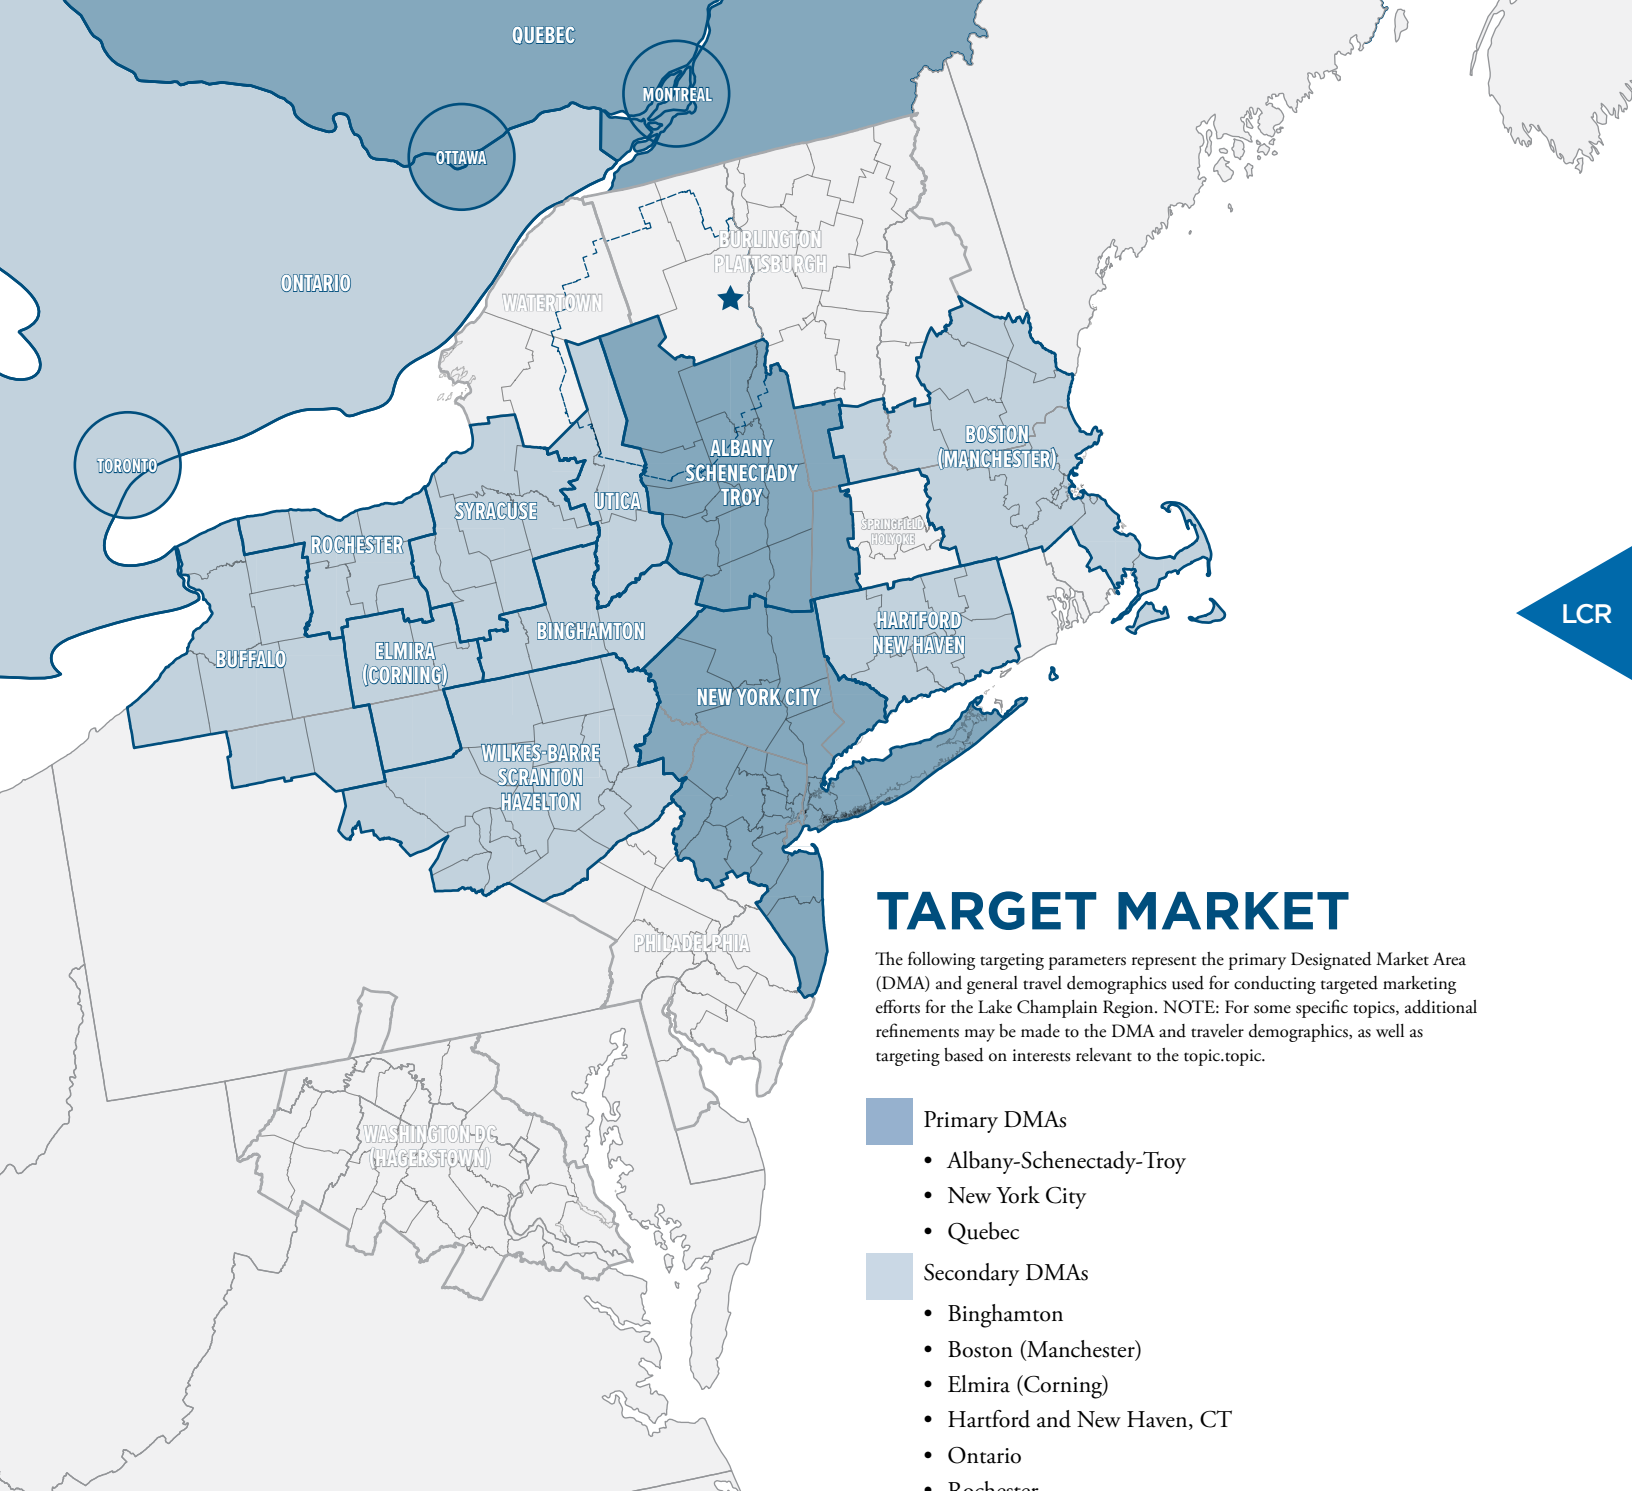 QUEBEC
MONTREAL
OTTAWA
BURLINGTON
PLATTSBURGH
ONTARIO
WATERTOWN
ALBANY
SCHENECTADY
TROY
BOSTON
(MANCHESTER)
TORONTO
UTICA
SYRACUSE
SPRINGFIELD
HOLYOKE
ROCHESTER
LCR
HARTFORD
NEW HAVEN
BINGHAMTON
BUFFALO
ELMIRA
(CORNING)
NEW YORK CITY
WILKES-BARRE
SCRANTON
HAZELTON
PHILADELPHIA
WASHINGTON DC
(HAGERSTOWN)
TARGET MARKET
The following targeting parameters represent the primary Designated Market Area
(DMA) and general travel demographics used for conducting targeted marketing
efforts for the Lake Champlain Region. NOTE: For some specific topics, additional
refinements may be made to the DMA and traveler demographics, as well as
targeting based on interests relevant to the topic.topic.
Primary DMAs
• Albany-Schenectady-Troy
• New York City
• Quebec
Secondary DMAs
• Binghamton
• Boston (Manchester)
• Elmira (Corning)
• Hartford and New Haven, CT
• Ontario
• Rochester